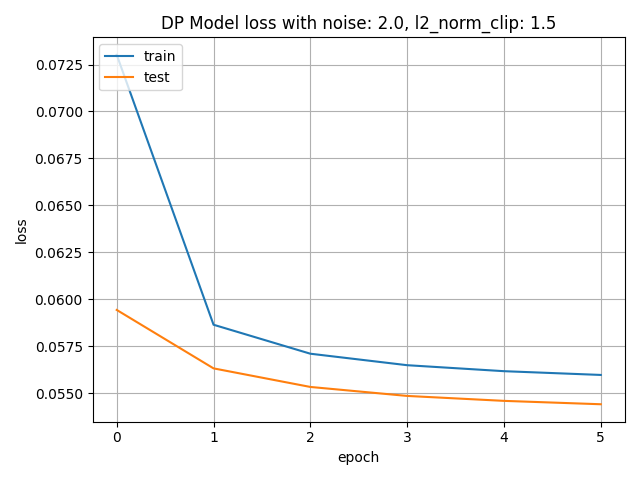 DP Model loss with noise: 2.0, l2_norm_clip: 1.5
train
test
0.0725
0.0700
0.0675
0.0650
0.0625
0.0600
0.0575
0.0550
loss
0 1 2 3 4 5
epoch